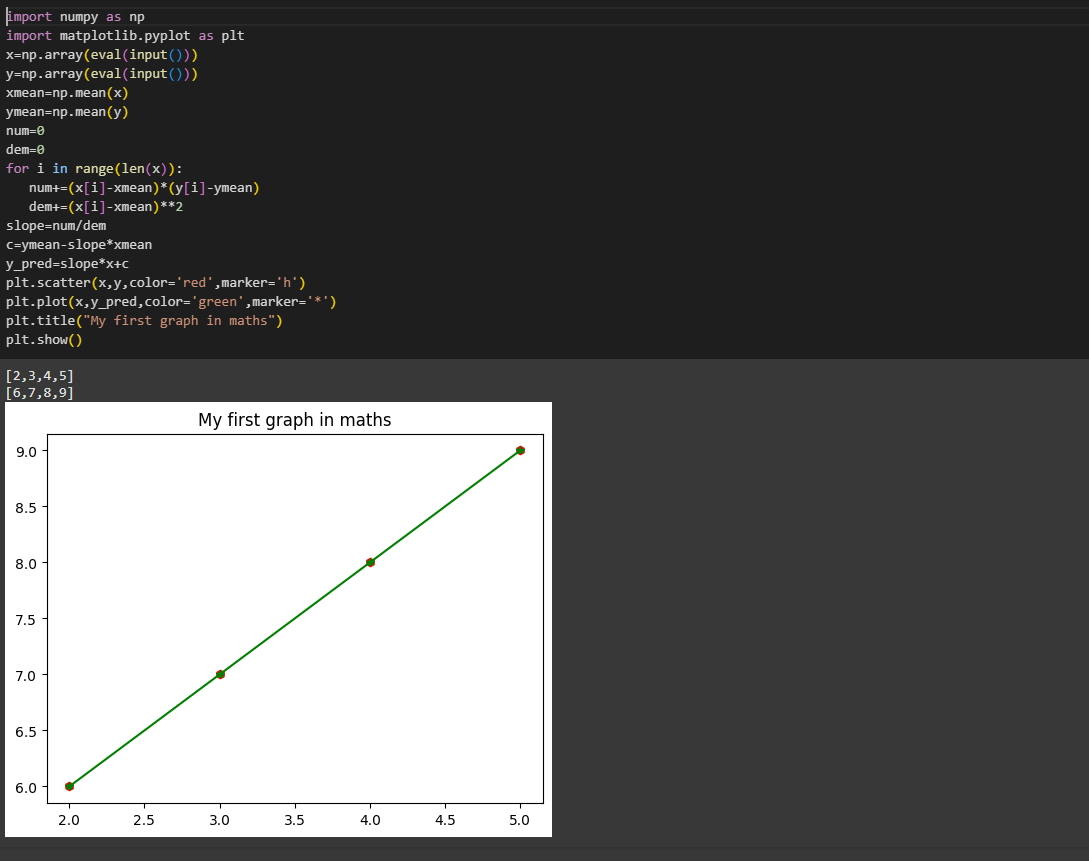 import numpy as np
import matplotlib.pyplot as plt
x=np.array(eval(input()))
y=np.array(eval(input()))
xmean=np.mean(x)
ymean=np.mean(y)
num=0
dem=0
for i in range(len(x)):
   num+=(x[i]-xmean)*(y[i]-ymean)
   dem+=(x[i]-xmean)**2
slope=num/dem
c=ymean-slope*xmean
y_pred=slope*x+c
plt.scatter(x,y,color='red',marker='h')
plt.plot(x,y_pred,color='green',marker='*')
plt.title("My first graph in maths")
plt.show()
[2,3,4,5]
[6,7,8,9]
My first graph in maths
9.0
8.5
8.0
7.5
7.0
6.5
6.0
2.0 2.5 3.0 3.5 4.0 4.5 5.0